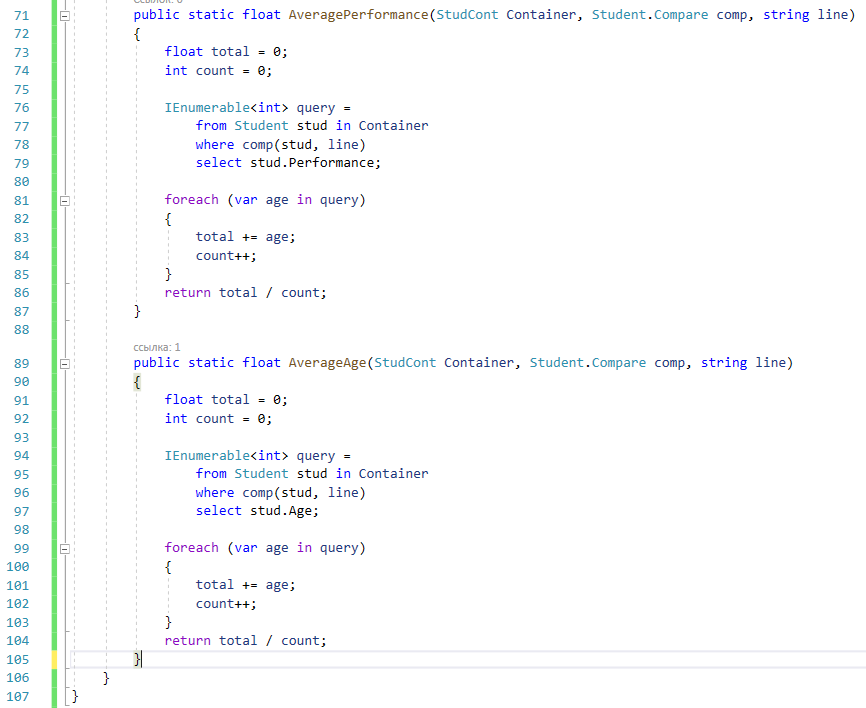 ссылок: 0
71 public static float AveragePerformance(StudCont Container, Student.Compare comp, string line)
72 {
73 float total = 0;
74 int count = 0;
75
76 IEnumerable<int> query =
77 from Student stud in Container
78 where comp(stud, line)
79 select stud.Performance;
80
81 foreach (var age in query)
82 {
83 total += age;
84 count++;
85 }
86 return total / count;
87 }
88
ссылка: 1
89 public static float AverageAge(StudCont Container, Student.Compare comp, string line)
90 {
91 float total = 0;
92 int count = 0;
93
94 IEnumerable<int> query =
95 from Student stud in Container
96 where comp(stud, line)
97 select stud.Age;
98
99 foreach (var age in query)
100 {
101 total += age;
102 count++;
103 }
104 return total / count;
105 }
106 }
107 }